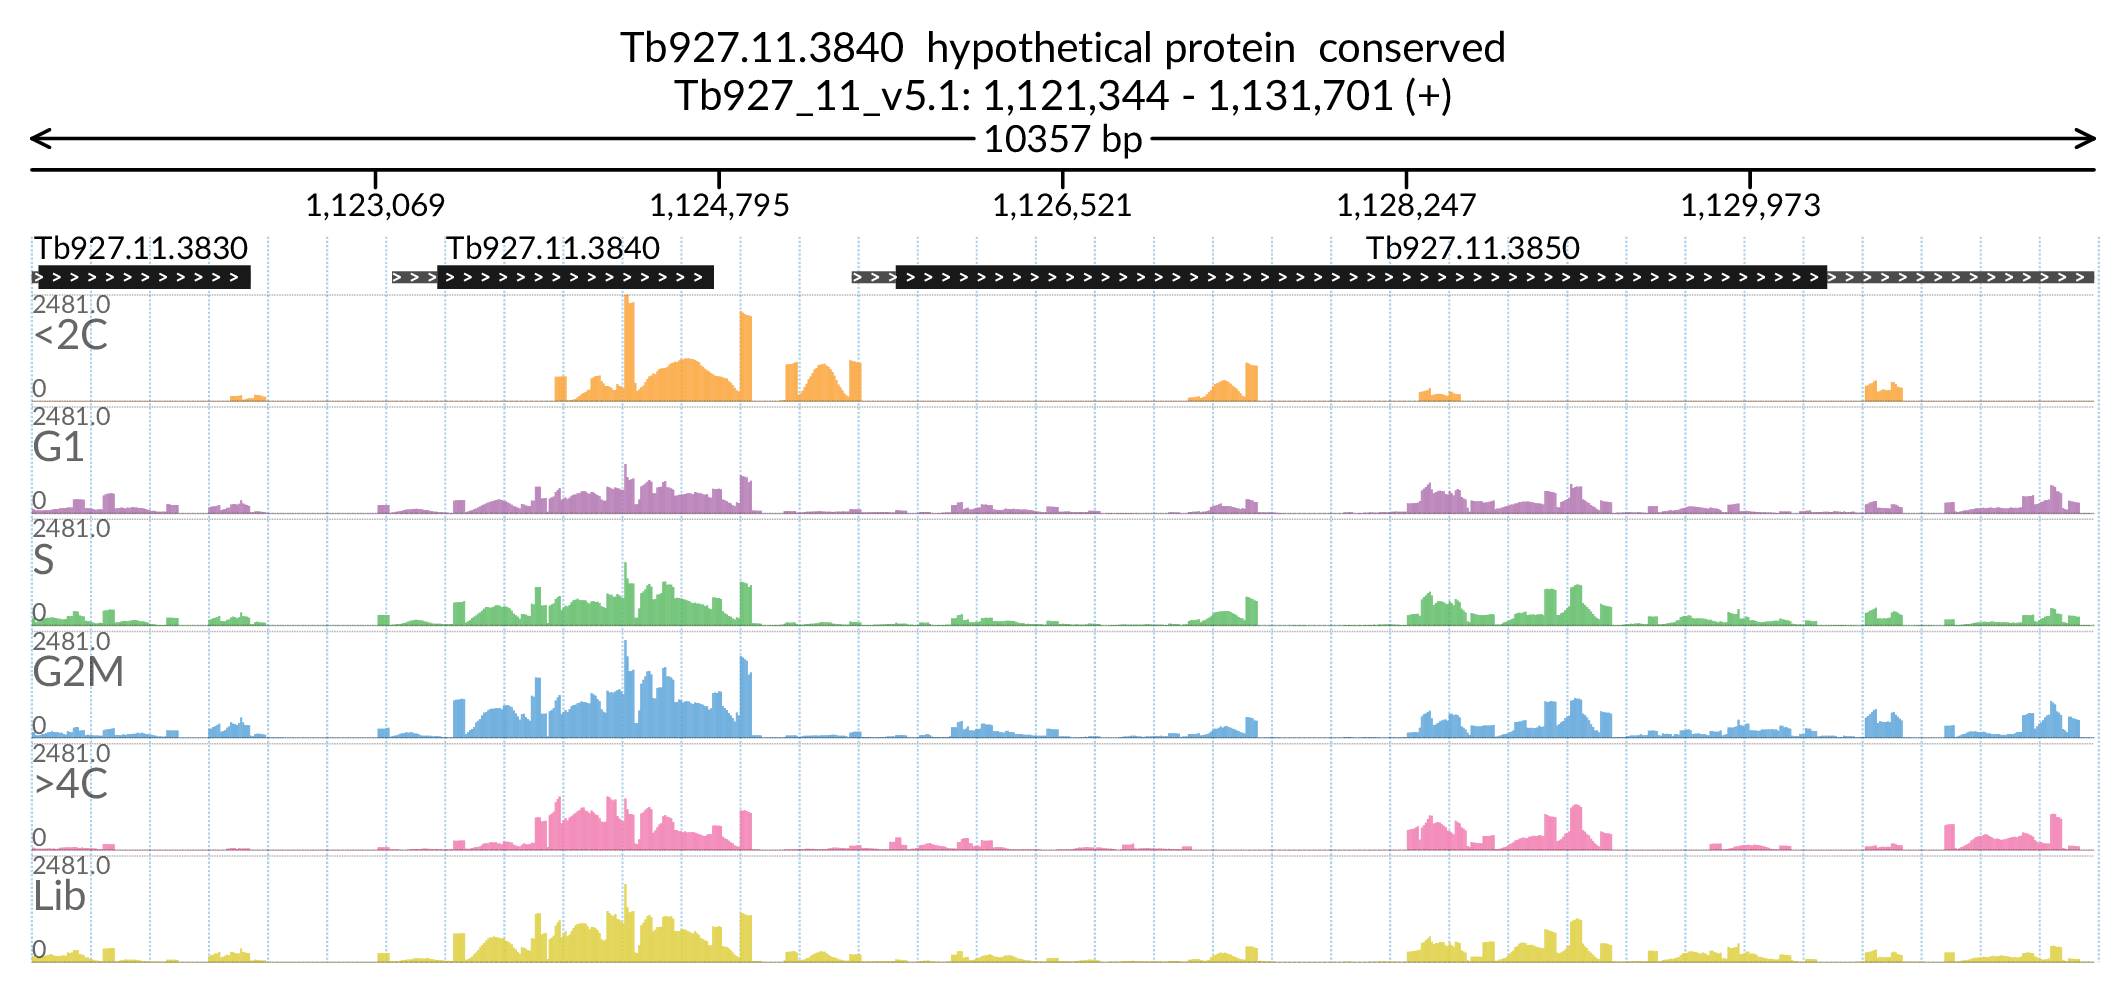 Tb927.11.3840 hypothetical protein conserved
Tb927_11_v5.1: 1,121,344 - 1,131,701 (+)
10357 bp
1,123,069 1,124,795 1,126,521 1,128,247 1,129,973
Tb927.11.3830 Tb927.11.3840 Tb927.11.3850
2481.0
<2C
0
2481.0
G1
0
2481.0
S
0
2481.0
G2M
0
2481.0
>4C
0
2481.0
Lib
0